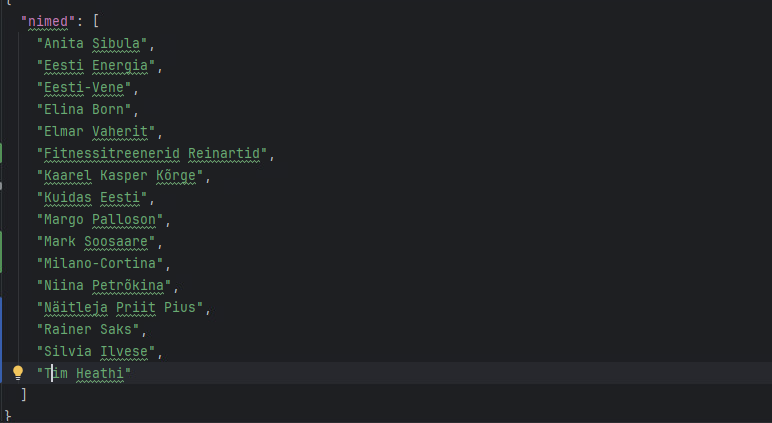 {
"nimed": [
"Anita Sibula",
"Eesti Energia",
"Eesti-Vene",
"Elina Born",
"Elmar Vaherit",
"Fitnessitreenerid Reinartid",
"Kaarel Kasper Kõrge",
"Kuidas Eesti",
"Margo Palloson",
"Mark Soosaare",
"Milano-Cortina",
"Niina Petrõkina",
"Näitleja Priit Pius",
"Rainer Saks",
"Silvia Ilvese",
"Tim Heathi"
]
}